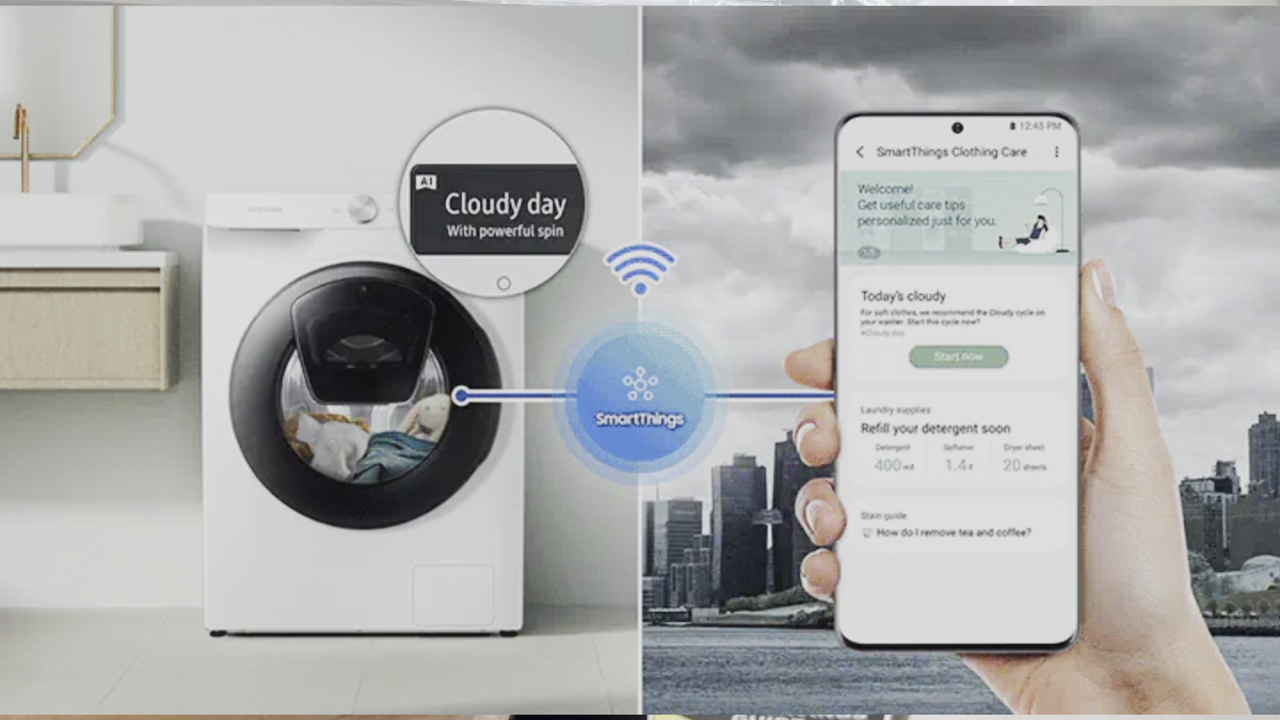 SAMSUNG
AI
Cloudy day
With powerful spin
SmartThings
12:45 PM
SmartThings Clothing Care
Welcome!
Get useful care tips
personalized just for you.
Today's cloudy
For soft clothes, we recommend the Cloudy cycle on
your washer. Start this cycle now?
#Cloudy day
Start now
Laundry supplies
Refill your detergent soon
Detergent Softener Dryer sheet
400 1.4 20 sheets
Stain guide
How do I remove tea and coffee?